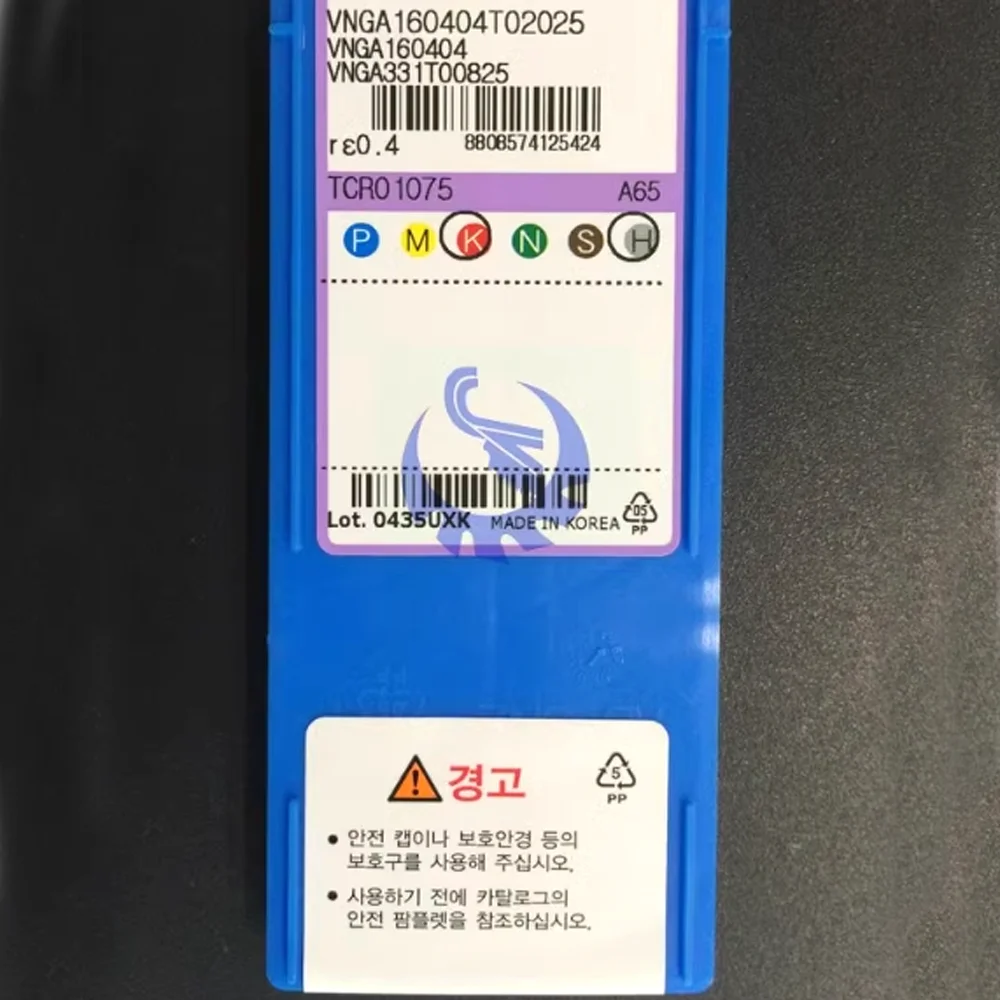 VNGA160404T02025
VNGA160404
VNGA331T00825
rε0.4 8808574125424
TCR01075 A65
P M K N S H
Lot. 0435UXK MADE IN KOREA 05
PP
경고 5
PP
• 안전 캡이나 보호안경 등의
보호구를 사용해 주십시오.
• 사용하기 전에 카탈로그의
안전 팜플렛을 참조하십시오.